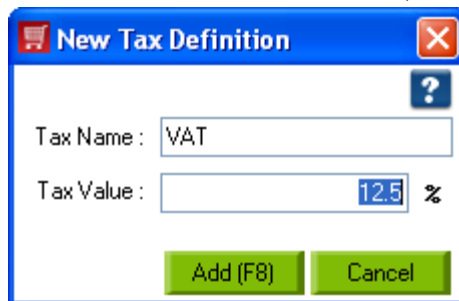 New Tax Definition
?
Tax Name : VAT
Tax Value : 12.5 %
Add (F8) Cancel